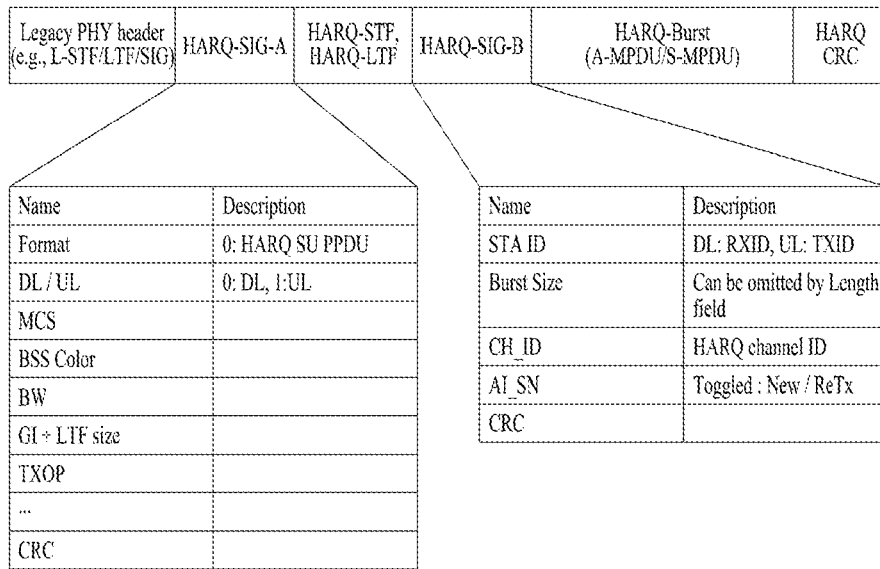 Legacy PHY header
(e.g., L-STF/LTF/SIG)
HARQ-SIG-A
HARQ-STF,
HARQ-LTF
HARQ-SIG-B
HARQ-Burst
(A-MPDU/S-MPDU)
HARQ
CRC
Name Description
Format 0: HARQ SU PPDU
DL / UL 0: DL, 1:UL
MCS
BSS Color
BW
GI + LTF size
TXOP
...
CRC
Name Description
STA ID DL: RXID, UL: TXID
Burst Size Can be omitted by Length
field
CH_ID HARQ channel ID
AI_SN Toggled : New / ReTx
CRC